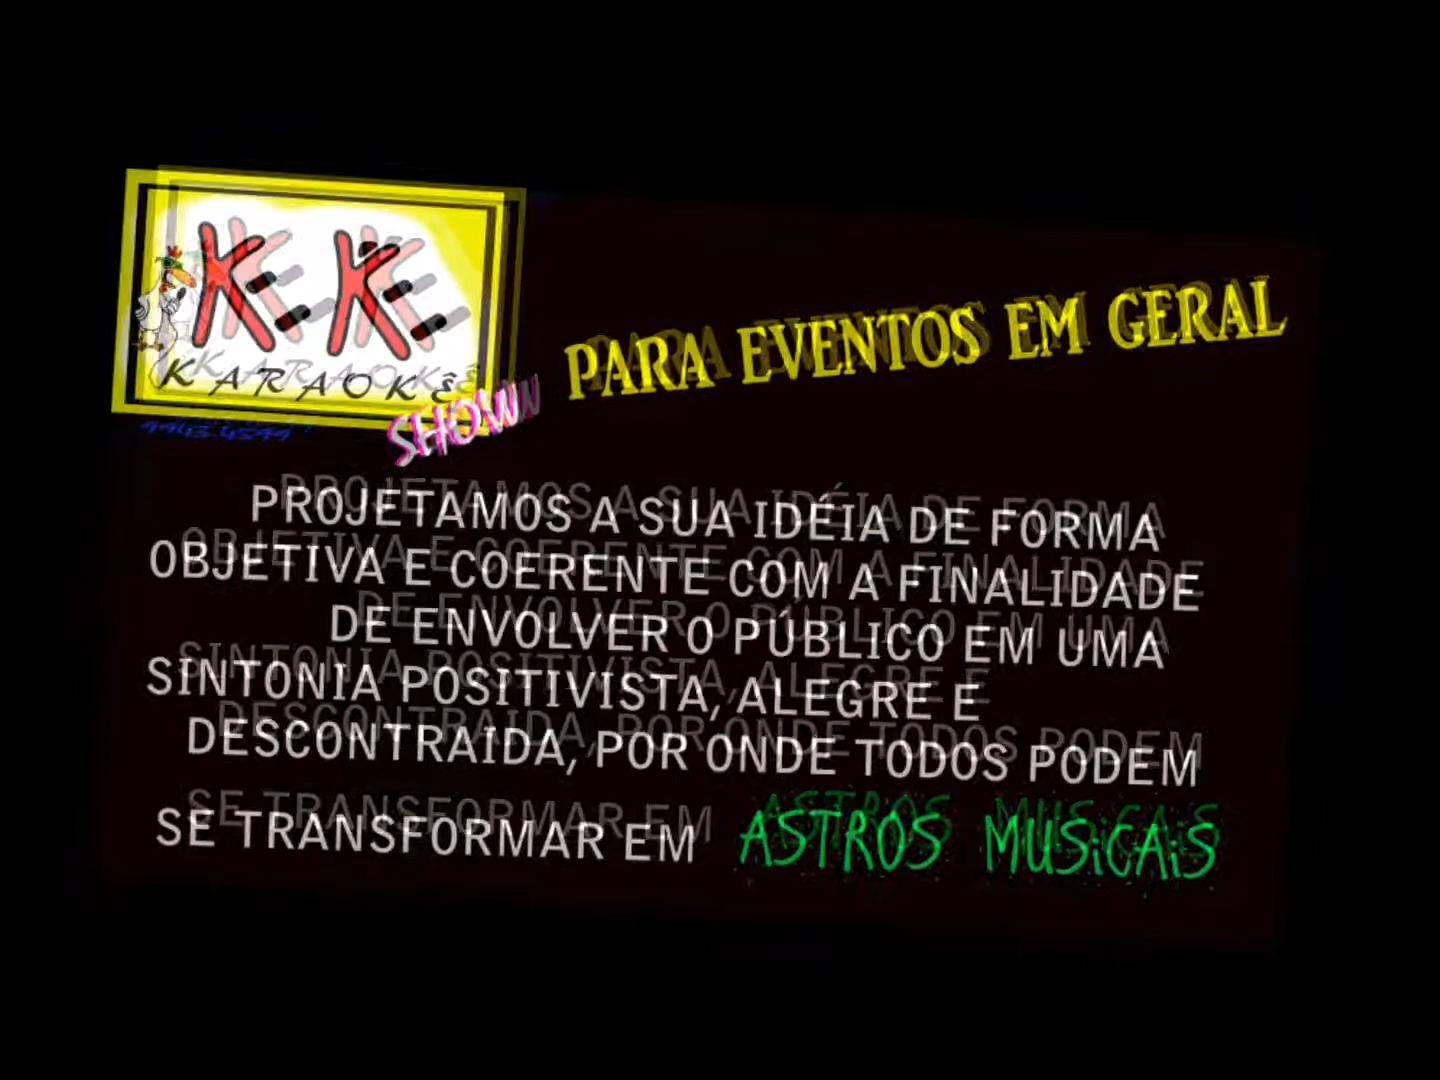 KE KÊ
KARAOKÊ
SHOW
PARA EVENTOS EM GERAL
PROJETAMOS A SUA IDÉIA DE FORMA
OBJETIVA E COERENTE COM A FINALIDADE
DE ENVOLVER O PÚBLICO EM UMA
SINTONIA POSITIVISTA, ALEGRE E
DESCONTRAIDA, POR ONDE TODOS PODEM
SE TRANSFORMAR EM ASTROS MUSiCAiS